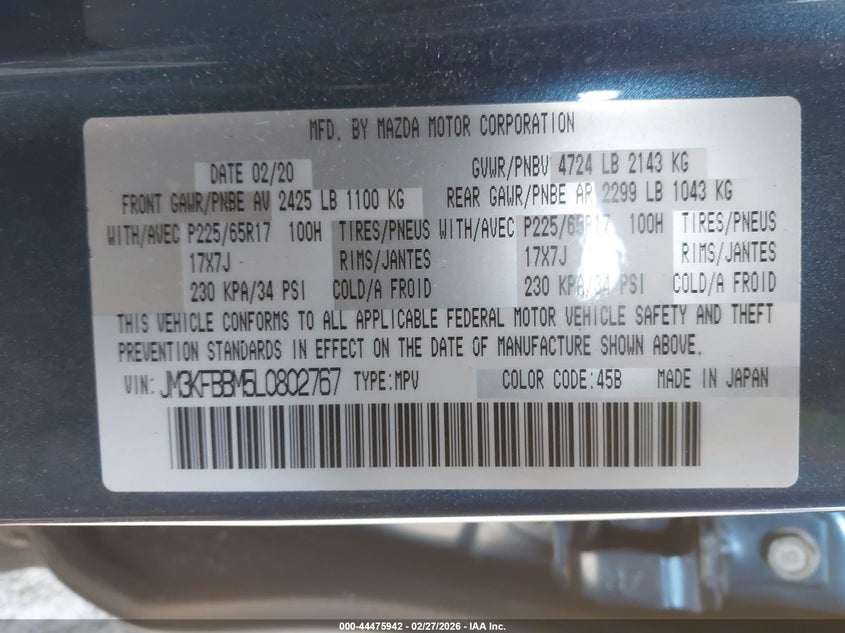 MFD. BY MAZDA MOTOR CORPORATION
DATE 02/20 GVWR/PNBV 4724 LB 2143 KG
FRONT GAWR/PNBE AV 2425 LB 1100 KG REAR GAWR/PNBE AR 2299 LB 1043 KG
WITH/AVEC P225/65R17 100H TIRES/PNEUS WITH/AVEC P225/65R17 100H TIRES/PNEUS
17X7J RIMS/JANTES 17X7J RIMS/JANTES
230 KPA/34 PSI COLD/A FROID 230 KPA/34 PSI COLD/A FROID
THIS VEHICLE CONFORMS TO ALL APPLICABLE FEDERAL MOTOR VEHICLE SAFETY AND THEFT
PREVENTION STANDARDS IN EFFECT ON THE DATE OF MANUFACTURE SHOWN ABOVE.
VIN: JM3KFBBM5L0802767 TYPE:MPV COLOR CODE:45B MADE IN JAPAN
000-44475942 | 02/27/2026 - IAA Inc.